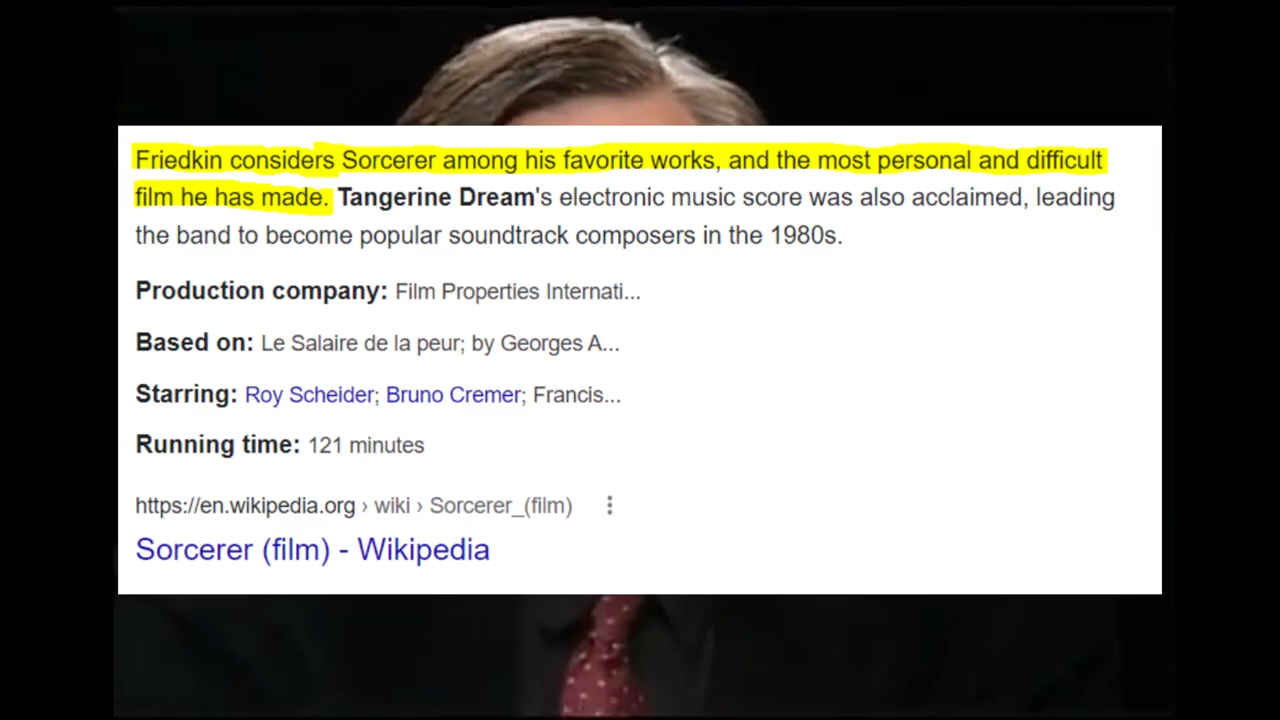 Friedkin considers Sorcerer among his favorite works, and the most personal and difficult
film he has made. Tangerine Dream's electronic music score was also acclaimed, leading
the band to become popular soundtrack composers in the 1980s.
Production company: Film Properties Internati...
Based on: Le Salaire de la peur; by Georges A...
Starring: Roy Scheider; Bruno Cremer; Francis...
Running time: 121 minutes
https://en.wikipedia.org › wiki › Sorcerer_(film)
Sorcerer (film) - Wikipedia